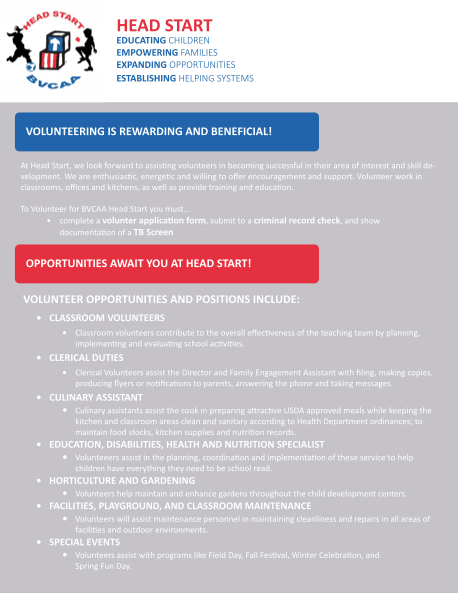 HEAD START
BVCAA
HEAD START
EDUCATING CHILDREN
EMPOWERING FAMILIES
EXPANDING OPPORTUNITIES
ESTABLISHING HELPING SYSTEMS
VOLUNTEERING IS REWARDING AND BENEFICIAL!
At Head Start, we look forward to assisting volunteers in becoming successful in their area of interest and skill de-
velopment. We are enthusiastic, energetic and willing to offer encouragement and support. Volunteer work in
classrooms, offices and kitchens, as well as provide training and education.
To Volunteer for BVCAA Head Start you must...
• complete a volunteer application form, submit to a criminal record check, and show
documentation of a TB Screen
OPPORTUNITIES AWAIT YOU AT HEAD START!
VOLUNTEER OPPORTUNITIES AND POSITIONS INCLUDE:
• CLASSROOM VOLUNTEERS
• Classroom volunteers contribute to the overall effectiveness of the teaching team by planning,
implementing and evaluating school activities.
• CLERICAL DUTIES
• Clerical Volunteers assist the Director and Family Engagement Assistant with filing, making copies,
producing flyers or notifications to parents, answering the phone and taking messages.
• CULINARY ASSISTANT
• Culinary assistants assist the cook in preparing attractive USDA approved meals while keeping the
kitchen and classroom areas clean and sanitary according to Health Department ordinances; to
maintain food stocks, kitchen supplies and nutrition records.
• EDUCATION, DISABILITIES, HEALTH AND NUTRITION SPECIALIST
• Volunteers assist in the planning, coordination and implementation of these service to help
children have everything they need to be school read.
• HORTICULTURE AND GARDENING
• Volunteers help maintain and enhance gardens throughout the child development centers.
• FACILITIES, PLAYGROUND, AND CLASSROOM MAINTENANCE
• Volunteers will assist maintenance personnel in maintaining cleanliness and repairs in all areas of
facilities and outdoor environments.
• SPECIAL EVENTS
• Volunteers assist with programs like Field Day, Fall Festival, Winter Celebration, and
Spring Fun Day.